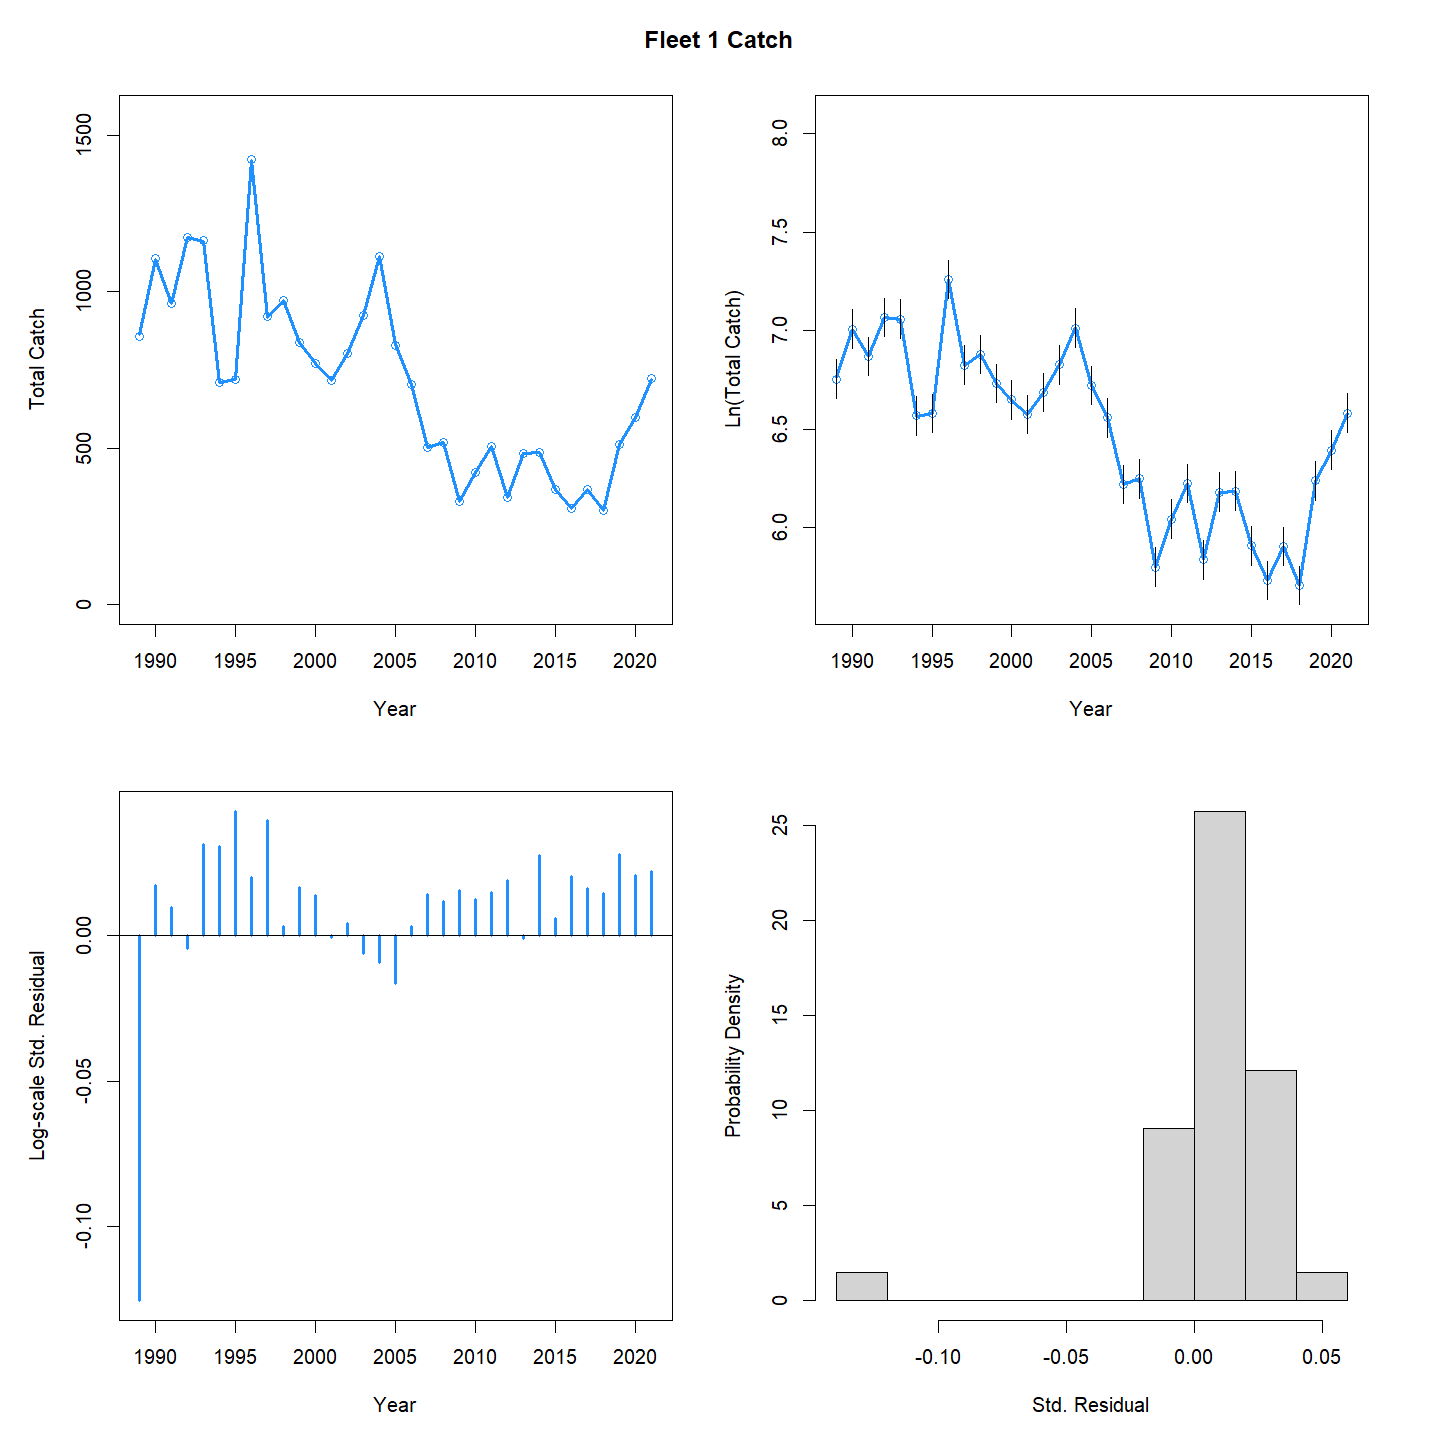 Fleet 1 Catch
Total Catch
1500
1000
500
0
1990 1995 2000 2005 2010 2015 2020
Year
Ln(Total Catch)
8.0
7.5
7.0
6.5
6.0
1990 1995 2000 2005 2010 2015 2020
Year
Log-scale Std. Residual
0.00
-0.05
-0.10
1990 1995 2000 2005 2010 2015 2020
Year
Probability Density
25
20
15
10
5
0
-0.10 -0.05 0.00 0.05
Std. Residual